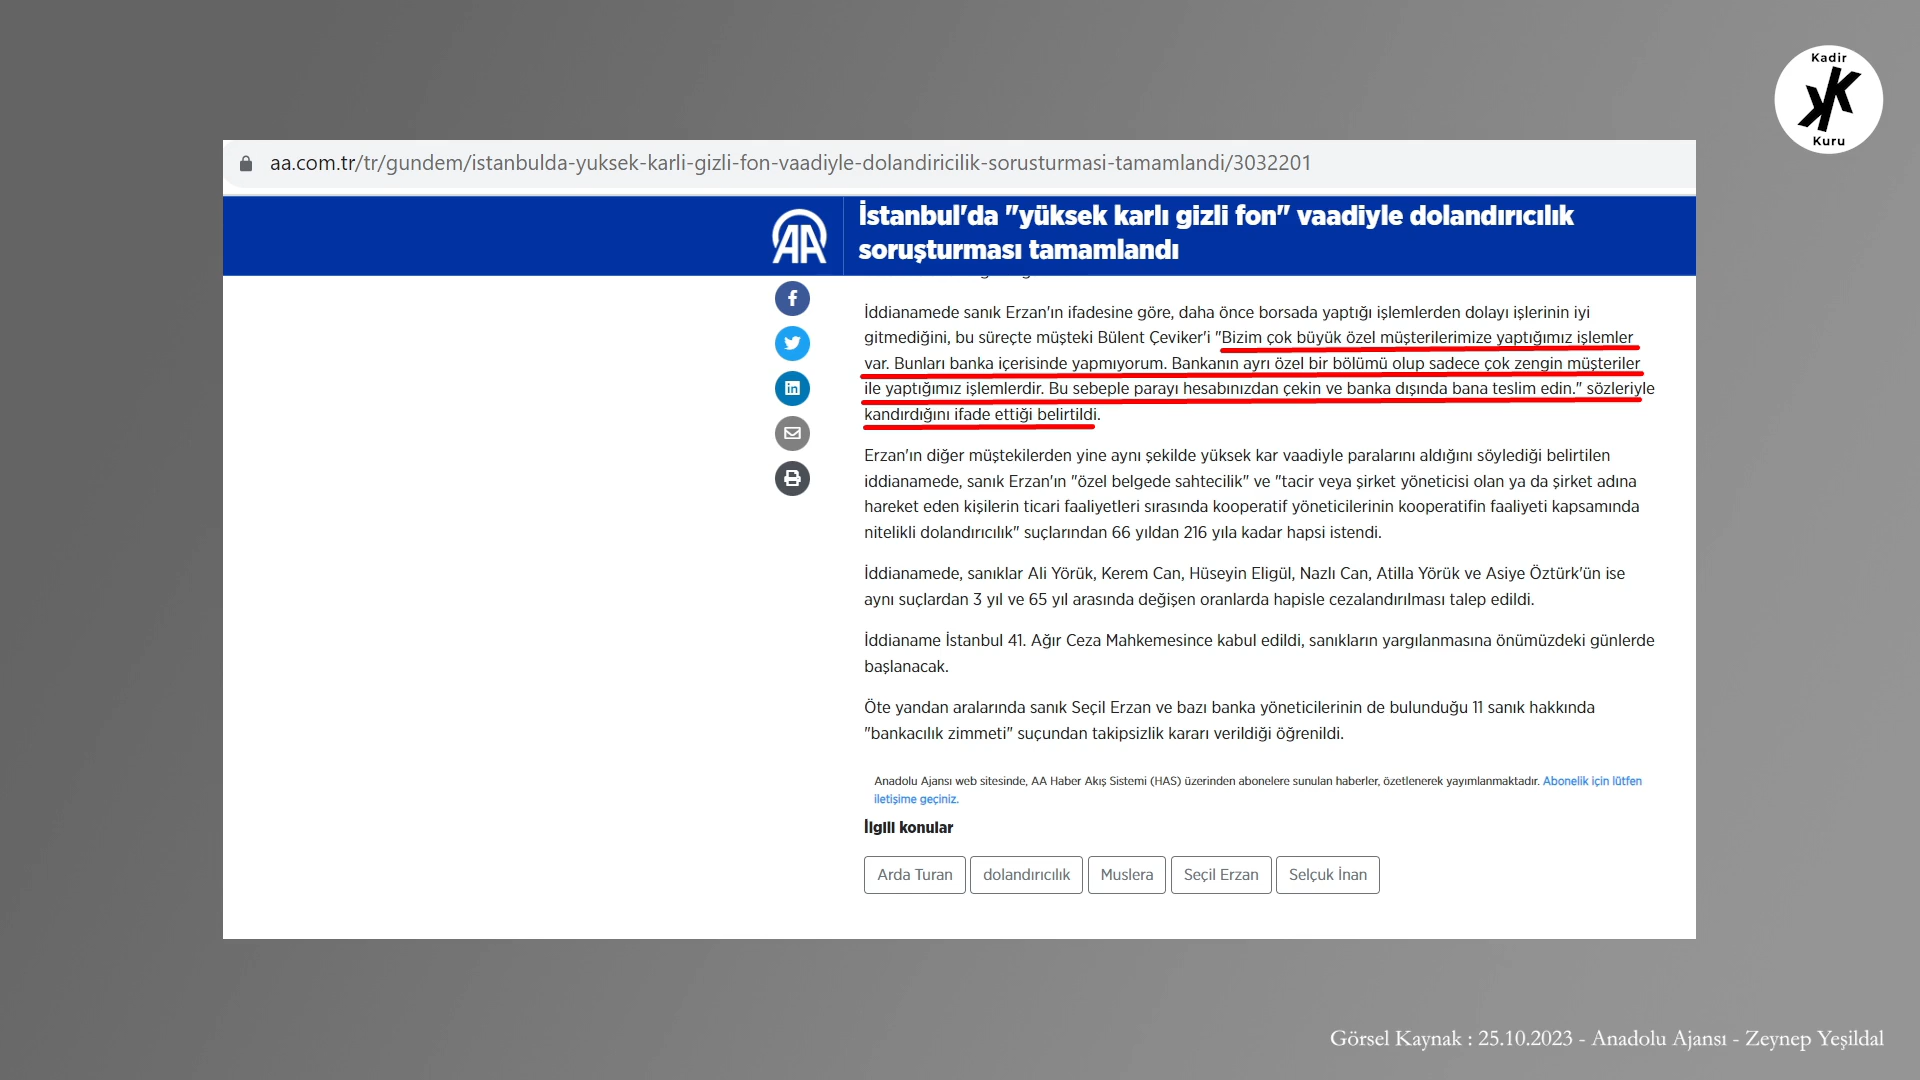 Kadir
KK
Kuru
aa.com.tr/tr/gundem/istanbulda-yuksek-karli-gizli-fon-vaadiyle-dolandiricilik-sorusturmasi-tamamlandi/3032201
AA
İstanbul'da "yüksek karlı gizli fon" vaadiyle dolandırıcılık
soruşturması tamamlandı
İddianamede sanık Erzan'ın ifadesine göre, daha önce borsada yaptığı işlemlerden dolayı işlerinin iyi
gitmediğini, bu süreçte müşteki Bülent Çeviker'i "Bizim çok büyük özel müşterilerimize yaptığımız işlemler
var. Bunları banka içerisinde yapmıyorum. Bankanın ayrı özel bir bölümü olup sadece çok zengin müşteriler
ile yaptığımız işlemlerdir. Bu sebeple parayı hesabınızdan çekin ve banka dışında bana teslim edin." sözleriyle
kandırdığını ifade ettiği belirtildi.
Erzan'ın diğer müştekilerden yine aynı şekilde yüksek kar vaadiyle paralarını aldığını söylediği belirtilen
iddianamede, sanık Erzan'ın "özel belgede sahtecilik" ve "tacir veya şirket yöneticisi olan ya da şirket adına
hareket eden kişilerin ticari faaliyetleri sırasında kooperatif yöneticilerinin kooperatifin faaliyeti kapsamında
nitelikli dolandırıcılık" suçlarından 66 yıldan 216 yıla kadar hapsi istendi.
İddianamede, sanıklar Ali Yörük, Kerem Can, Hüseyin Eligül, Nazlı Can, Atilla Yörük ve Asiye Öztürk'ün ise
aynı suçlardan 3 yıl ve 65 yıl arasında değişen oranlarda hapisle cezalandırılması talep edildi.
İddianame İstanbul 41. Ağır Ceza Mahkemesince kabul edildi, sanıkların yargılanmasına önümüzdeki günlerde
başlanacak.
Öte yandan aralarında sanık Seçil Erzan ve bazı banka yöneticilerinin de bulunduğu 11 sanık hakkında
"bankacılık zimmeti" suçundan takipsizlik kararı verildiği öğrenildi.
Anadolu Ajansı web sitesinde, AA Haber Akış Sistemi (HAS) üzerinden abonelere sunulan haberler, özetlenerek yayımlanmaktadır. Abonelik için lütfen
iletişime geçiniz.
İlgili konular
Arda Turan
dolandırıcılık
Muslera
Seçil Erzan
Selçuk İnan
Görsel Kaynak : 25.10.2023 - Anadolu Ajansı - Zeynep Yeşildal